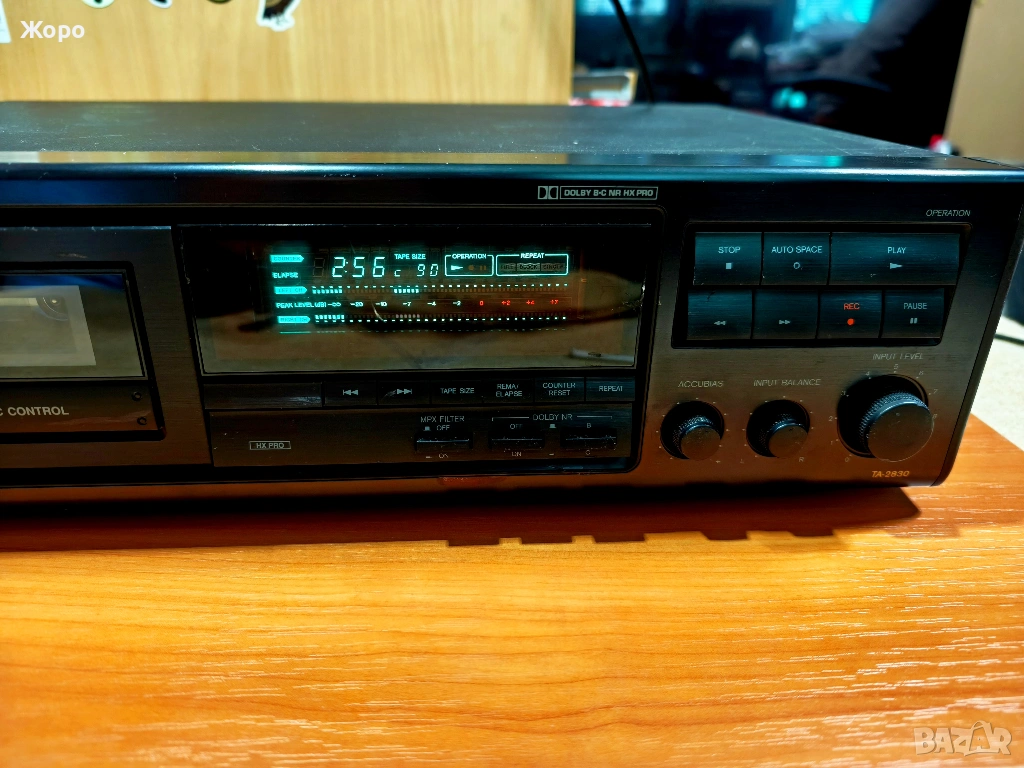 Жоро
DOLBY B-C NR HX PRO
OPERATION
STOP
AUTO SPACE
PLAY
REC
PAUSE
COUNTER
ELAPSE
2:56
TAPE SIZE
C 90
OPERATION
REPEAT
BLOCK
PEAK LEVEL (dB) -∞ -20 -10 -7 -4 -2 0 +2 +4 +7
TAPE SIZE
REMA/
ELAPSE
COUNTER
RESET
REPEAT
C CONTROL
HX PRO
MPX FILTER
OFF
ON
DOLBY NR
OFF
ON
B
C
ACCUBIAS
- +
INPUT BALANCE
L R
INPUT LEVEL
TA-2830
BAZAR